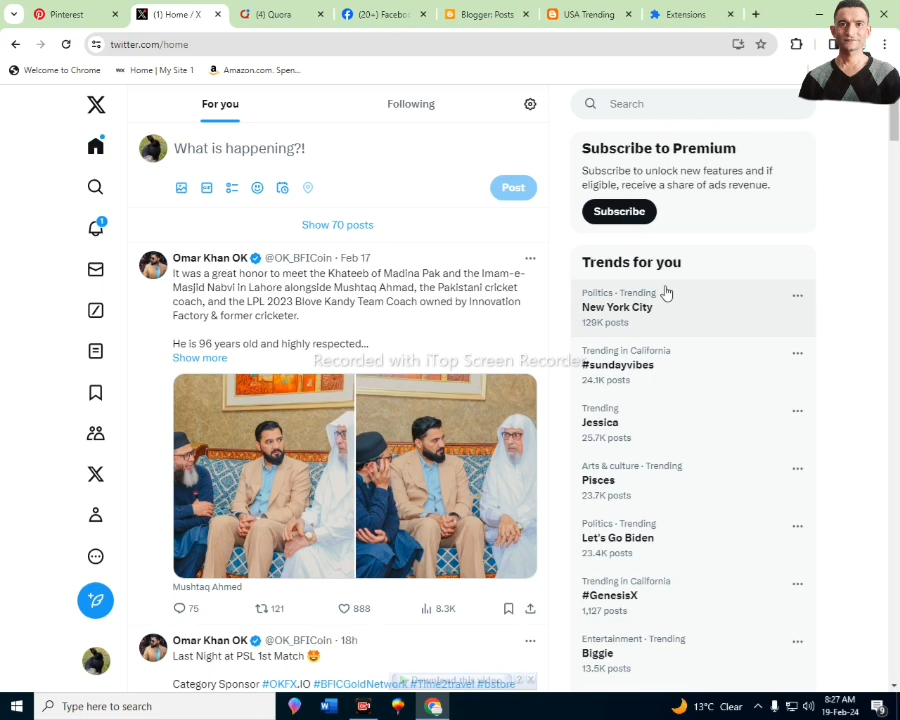 Pinterest
(1) Home / X
(4) Quora
(20+) Faceboo
Blogger: Posts
USA Trending
Extensions
twitter.com/home
Welcome to Chrome
WX
Home | My Site 1
Amazon.com. Spen...
For you
Following
Search
What is happening?!
GIF
Post
Show 70 posts
Subscribe to Premium
Subscribe to unlock new features and if
eligible, receive a share of ads revenue.
Subscribe
1
Omar Khan OK @OK_BFICoin · Feb 17
It was a great honor to meet the Khateeb of Madina Pak and the Imam-e-
Masjid Nabvi in Lahore alongside Mushtaq Ahmad, the Pakistani cricket
coach, and the LPL 2023 Blove Kandy Team Coach owned by Innovation
Factory & former cricketer.
He is 96 years old and highly respected...
Show more
Recorded with iTop Screen Recorder
Mushtaq Ahmed
75
121
888
8.3K
Omar Khan OK @OK_BFICoin · 18h
Last Night at PSL 1st Match 🤩
Category Sponsor #OKFX.IO #BFICGoldNetwork #Time2travel #bstore
Download this video
? X
Trends for you
Politics · Trending
New York City
129K posts
Trending in California
#sundayvibes
24.1K posts
Trending
Jessica
25.7K posts
Arts & culture · Trending
Pisces
23.7K posts
Politics · Trending
Let's Go Biden
23.4K posts
Trending in California
#GenesisX
1,127 posts
Entertainment · Trending
Biggie
13.5K posts
Type here to search
13°C Clear
8:27 AM
19-Feb-24
9